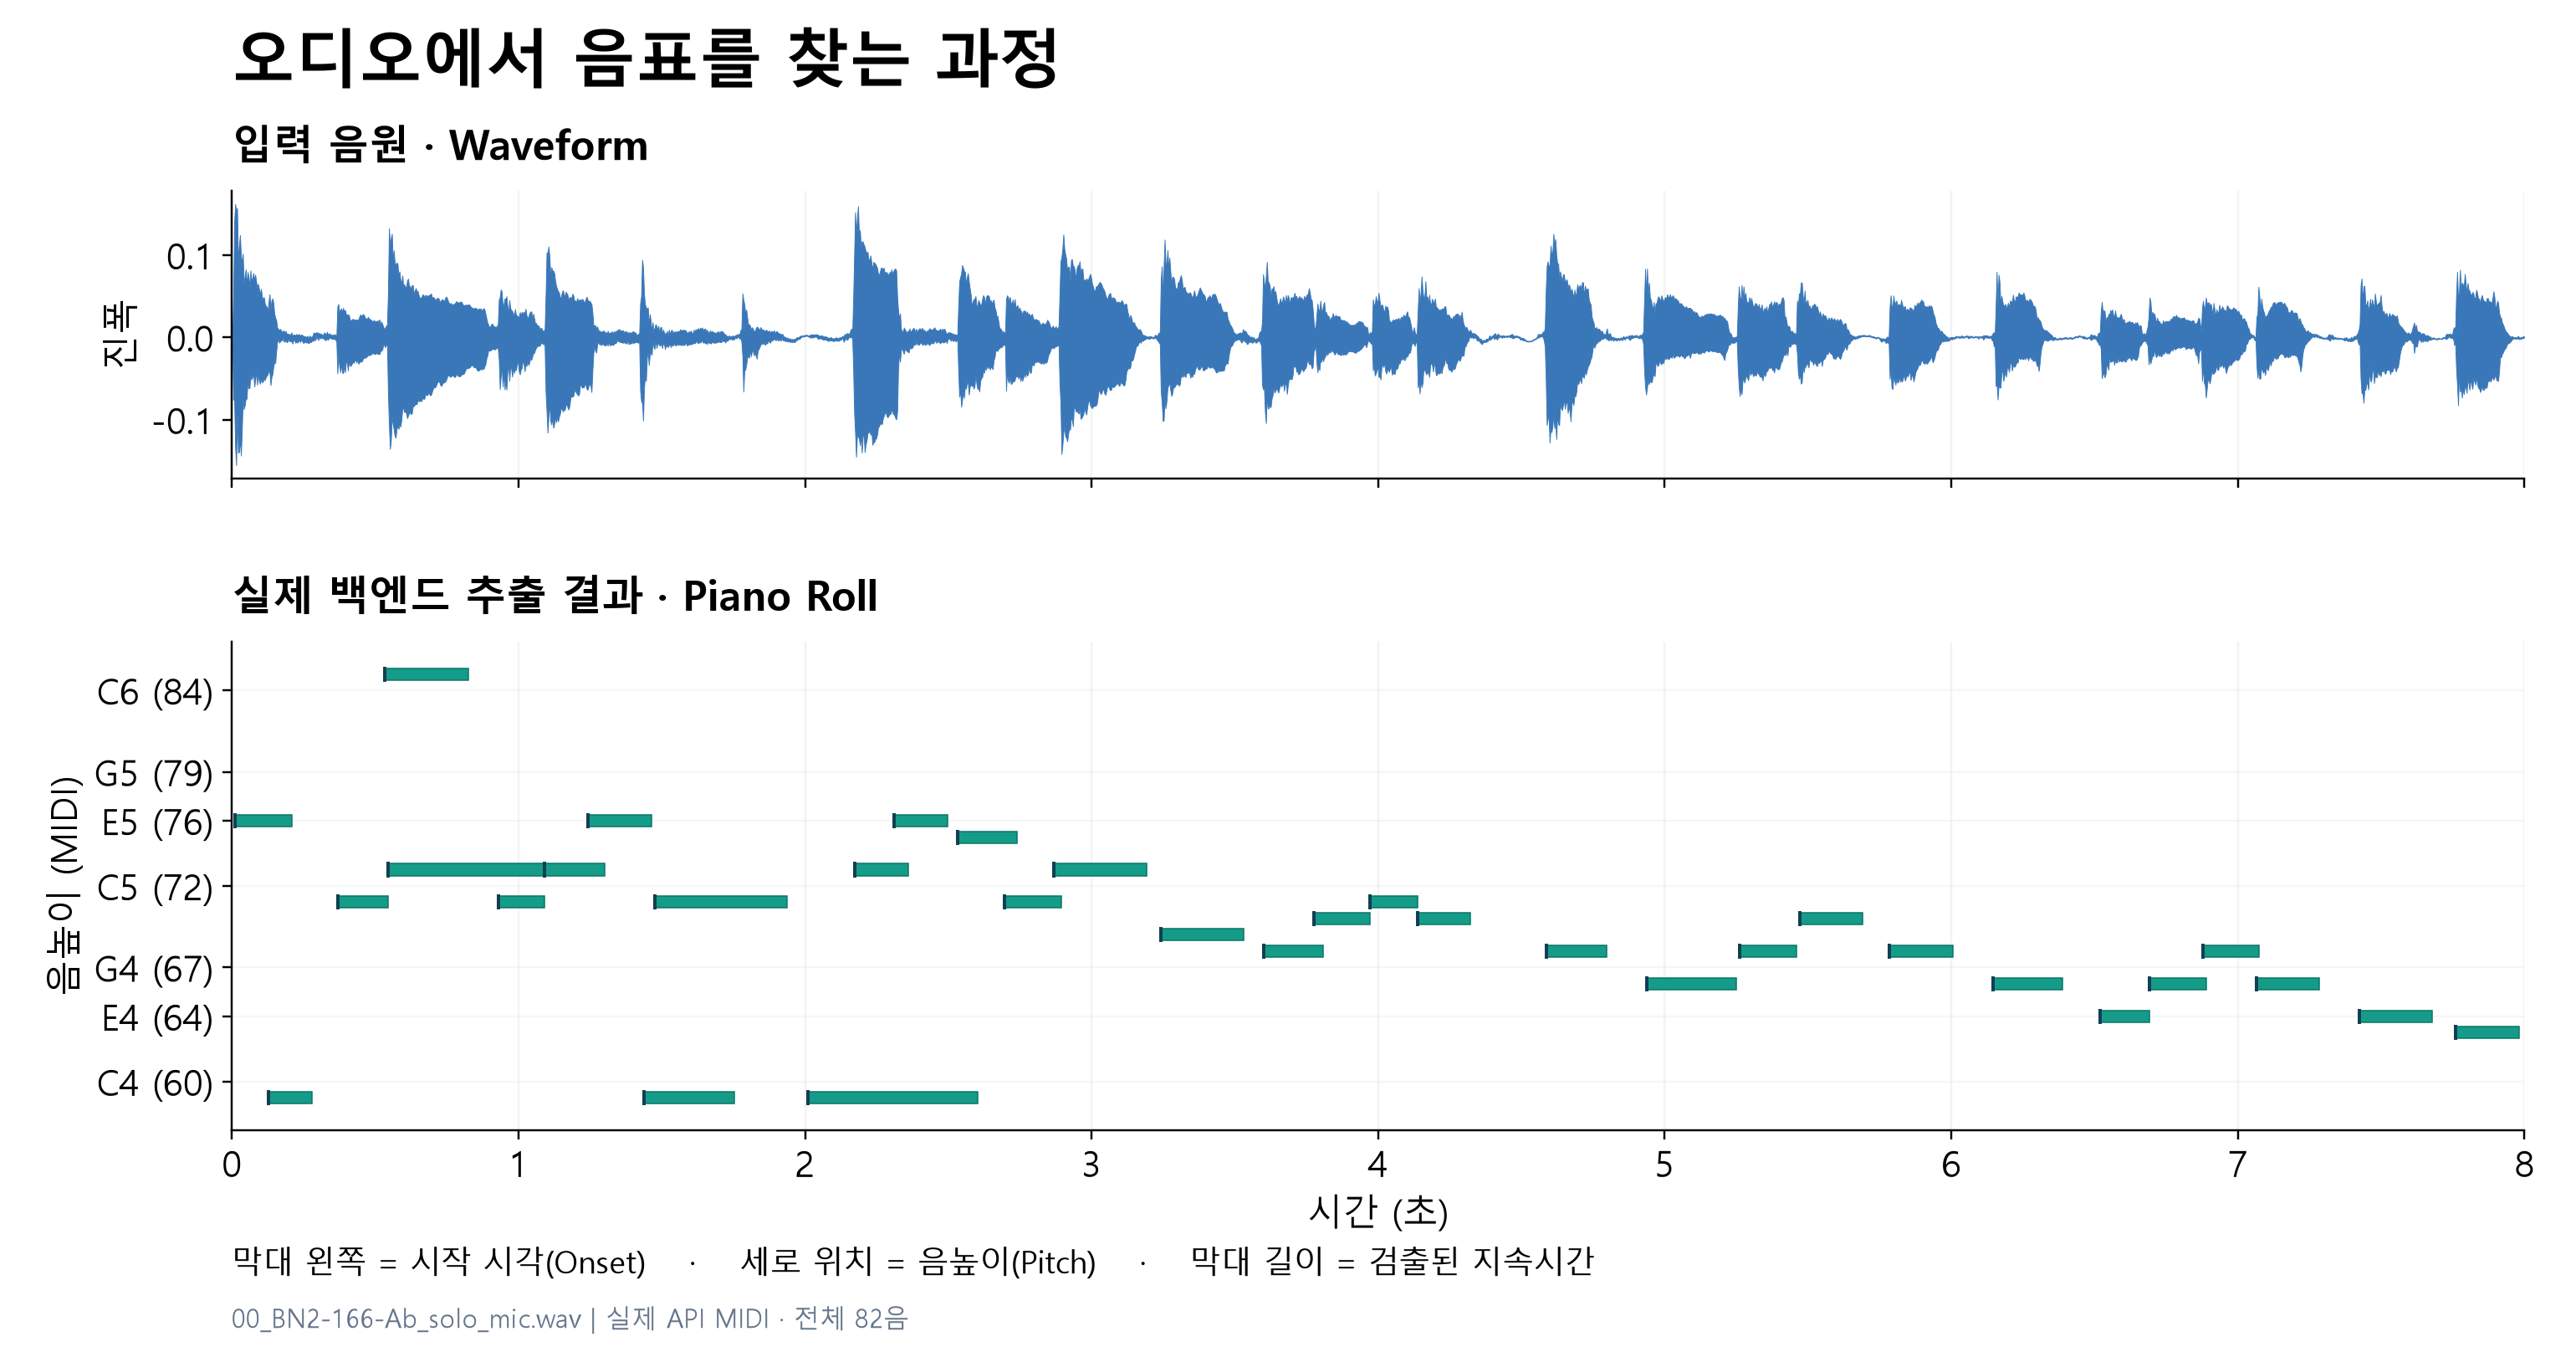 오디오에서 음표를 찾는 과정
입력 음원 · Waveform
진폭
0.1
0.0
-0.1
실제 백엔드 추출 결과 · Piano Roll
음높이 (MIDI)
C6 (84)
G5 (79)
E5 (76)
C5 (72)
G4 (67)
E4 (64)
C4 (60)
0 1 2 3 4 5 6 7 8
시간 (초)
막대 왼쪽 = 시작 시각(Onset) · 세로 위치 = 음높이(Pitch) · 막대 길이 = 검출된 지속시간
00_BN2-166-Ab_solo_mic.wav | 실제 API MIDI · 전체 82음